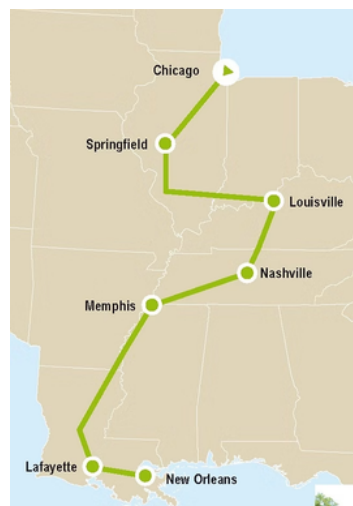 Chicago
Springfield
Louisville
Nashville
Memphis
Lafayette
New Orleans